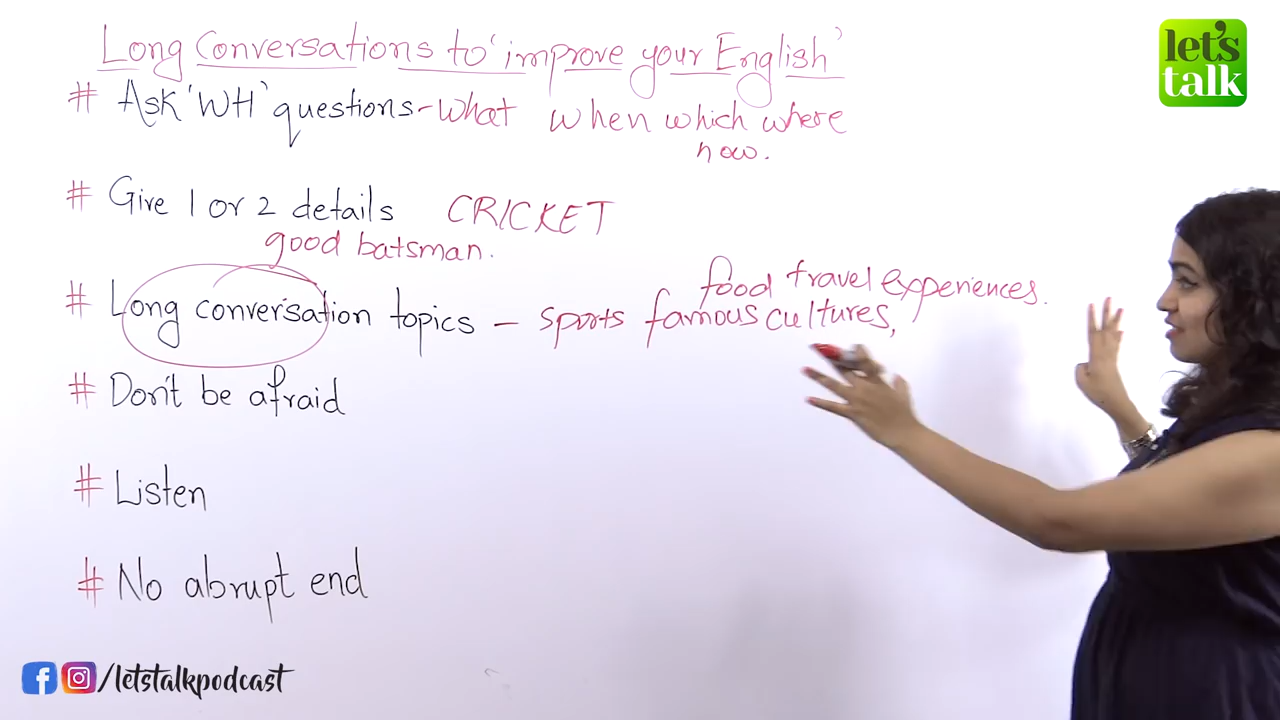 Long Conversations to 'improve your English'
let's
talk
# Ask 'WH' questions - what when which where
how.
# Give 1 or 2 details CRICKET
good batsman.
food travel experiences.
# Long conversation topics - sports famous cultures,
# Don't be afraid
# Listen
# No abrupt end
/letstalkpodcast